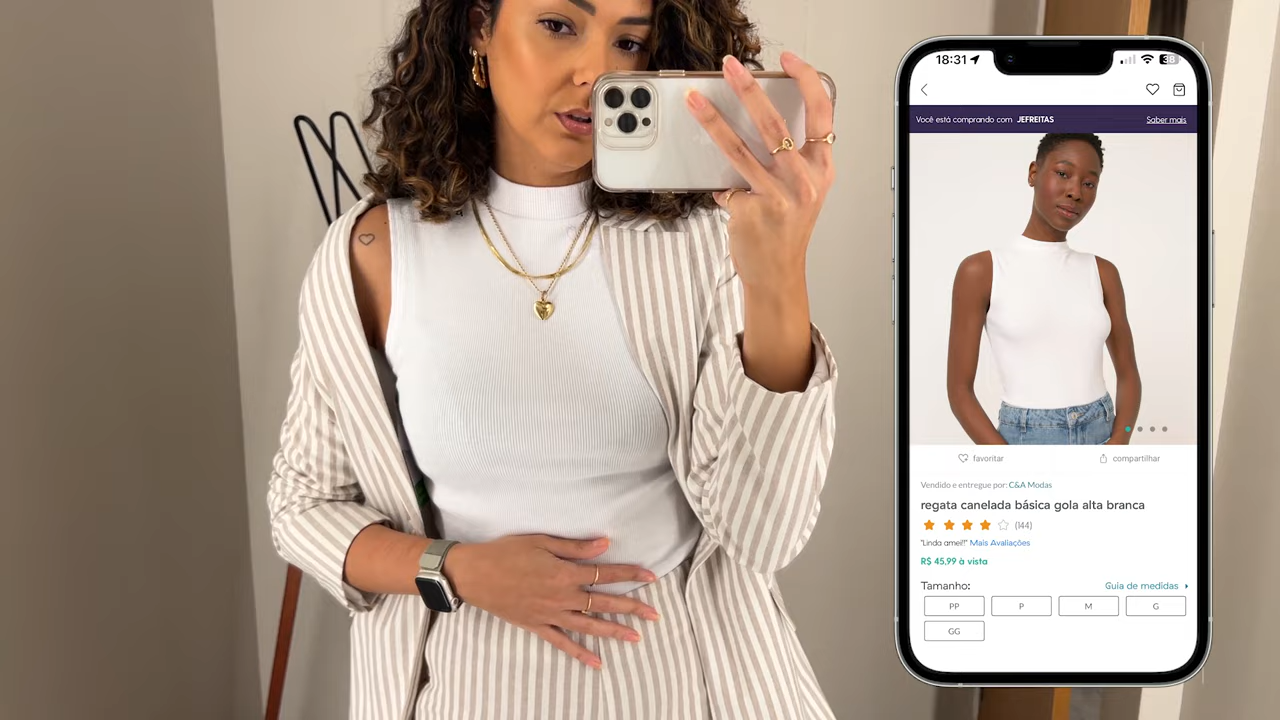 18:31
38
Você está comprando com JEFREITAS Saber mais
favoritar compartilhar
Vendido e entregue por: C&A Modas
regata canelada básica gola alta branca
(144)
"Linda amei!!" Mais Avaliações
R$ 45,99 à vista
Tamanho: Guia de medidas
PP P M G
GG